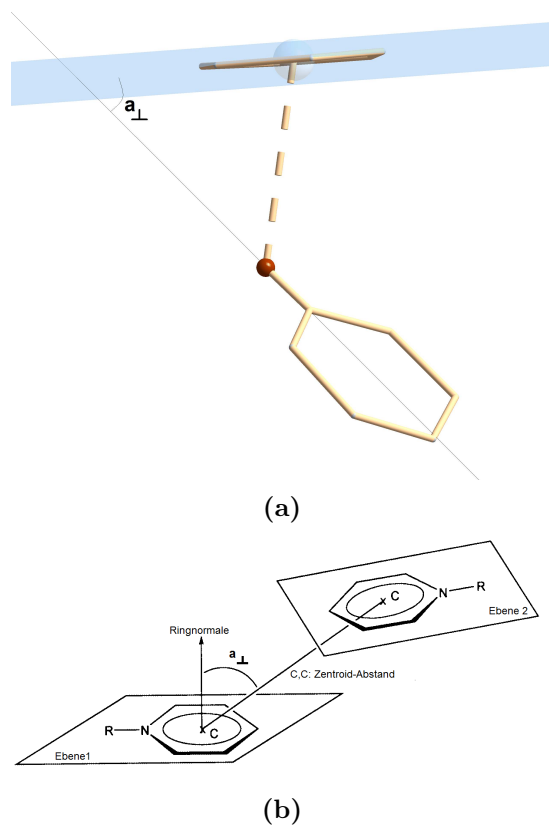 a⊥
(a)
C
N
R
Ebene 2
Ringnormale
a⊥
C,C: Zentroid-Abstand
R
N
C
Ebene1
(b)